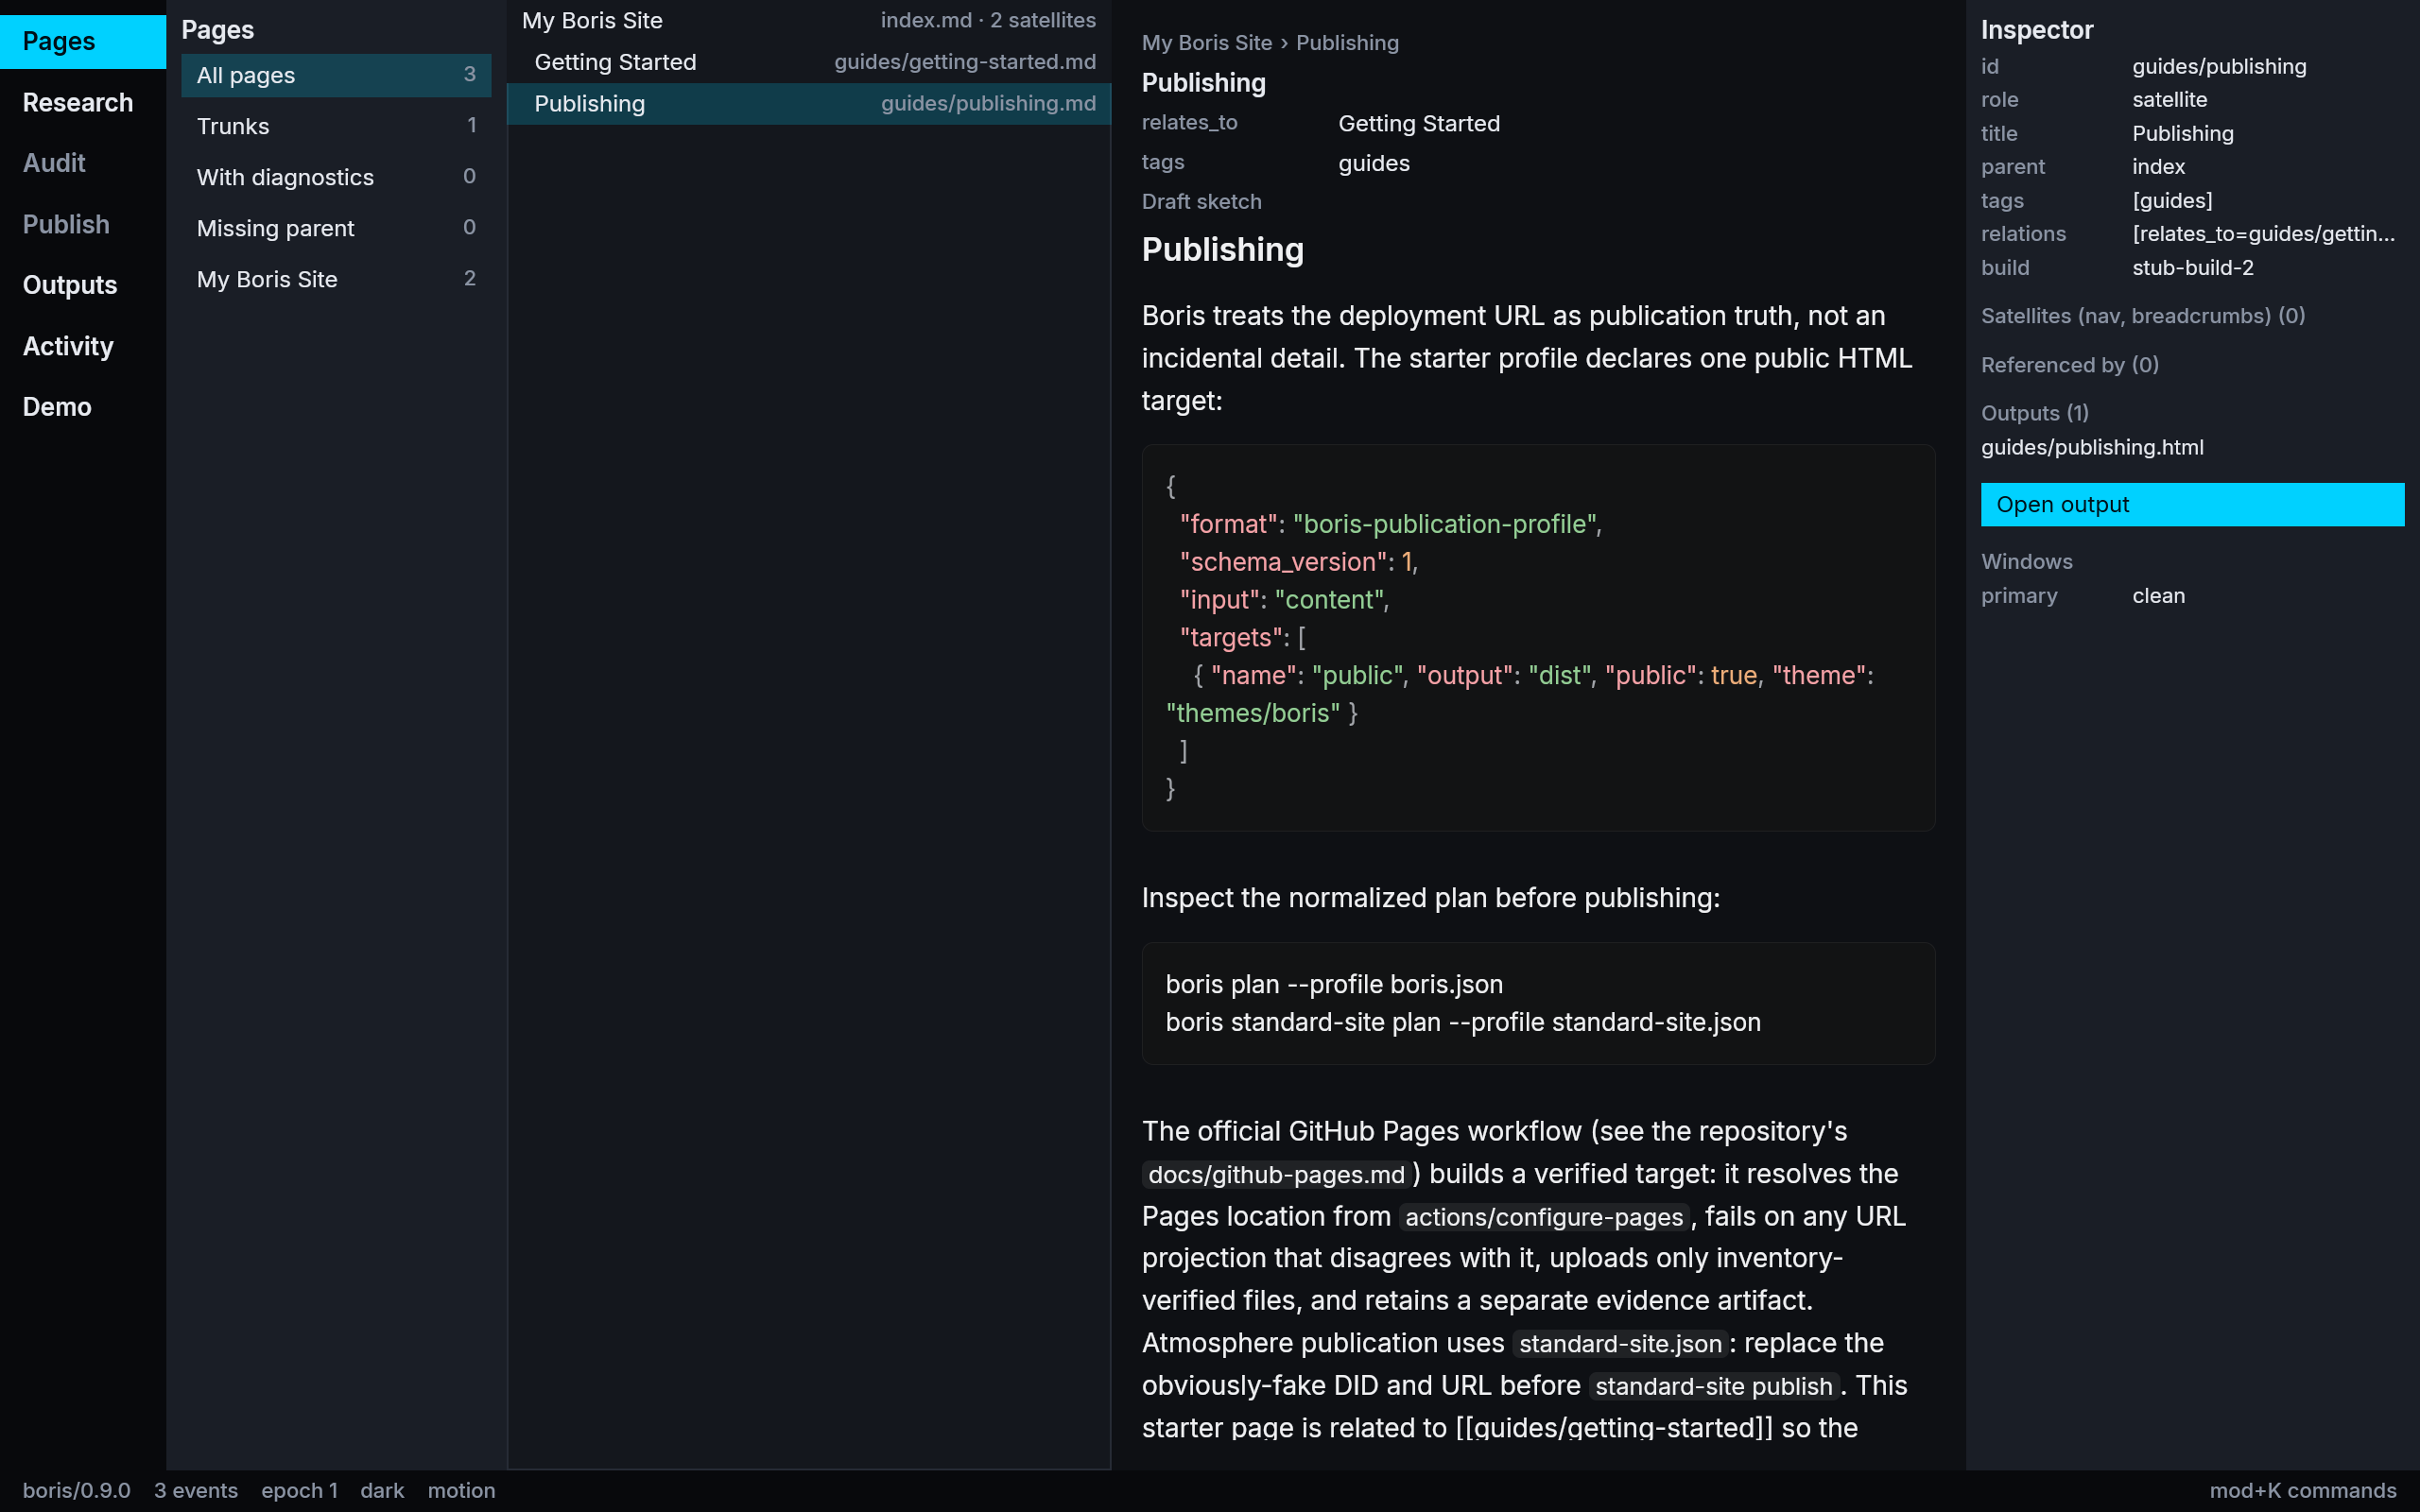 Pages
Research
Audit
Publish
Outputs
Activity
Demo
Pages
All pages 3
Trunks 1
With diagnostics 0
Missing parent 0
My Boris Site 2
My Boris Site index.md · 2 satellites
Getting Started guides/getting-started.md
Publishing guides/publishing.md
My Boris Site › Publishing
Publishing
relates_to Getting Started
tags guides
Draft sketch
Publishing
Boris treats the deployment URL as publication truth, not an
incidental detail. The starter profile declares one public HTML
target:
{
"format": "boris-publication-profile",
"schema_version": 1,
"input": "content",
"targets": [
{ "name": "public", "output": "dist", "public": true, "theme":
"themes/boris" }
]
}
Inspect the normalized plan before publishing:
boris plan --profile boris.json
boris standard-site plan --profile standard-site.json
The official GitHub Pages workflow (see the repository's
docs/github-pages.md) builds a verified target: it resolves the
Pages location from actions/configure-pages, fails on any URL
projection that disagrees with it, uploads only inventory-
verified files, and retains a separate evidence artifact.
Atmosphere publication uses standard-site.json: replace the
obviously-fake DID and URL before standard-site publish. This
starter page is related to [[guides/getting-started]] so the
Inspector
id guides/publishing
role satellite
title Publishing
parent index
tags [guides]
relations [relates_to=guides/gettin...
build stub-build-2
Satellites (nav, breadcrumbs) (0)
Referenced by (0)
Outputs (1)
guides/publishing.html
Open output
Windows
primary clean
boris/0.9.0 3 events epoch 1 dark motion
mod+K commands